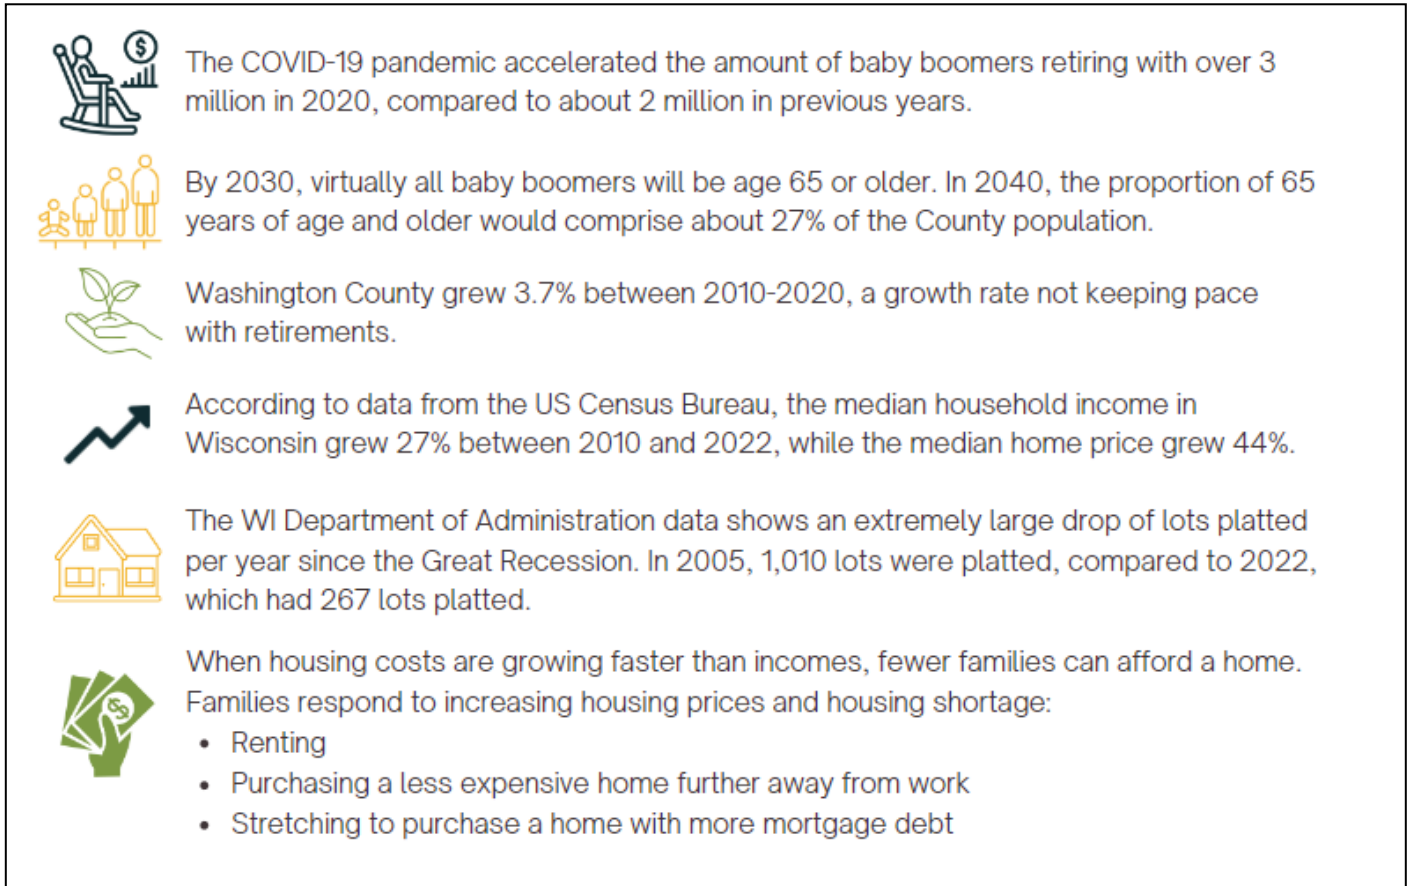 The COVID-19 pandemic accelerated the amount of baby boomers retiring with over 3
million in 2020, compared to about 2 million in previous years.
By 2030, virtually all baby boomers will be age 65 or older. In 2040, the proportion of 65
years of age and older would comprise about 27% of the County population.
Washington County grew 3.7% between 2010-2020, a growth rate not keeping pace
with retirements.
According to data from the US Census Bureau, the median household income in
Wisconsin grew 27% between 2010 and 2022, while the median home price grew 44%.
The WI Department of Administration data shows an extremely large drop of lots platted
per year since the Great Recession. In 2005, 1,010 lots were platted, compared to 2022,
which had 267 lots platted.
When housing costs are growing faster than incomes, fewer families can afford a home.
Families respond to increasing housing prices and housing shortage:
• Renting
• Purchasing a less expensive home further away from work
• Stretching to purchase a home with more mortgage debt